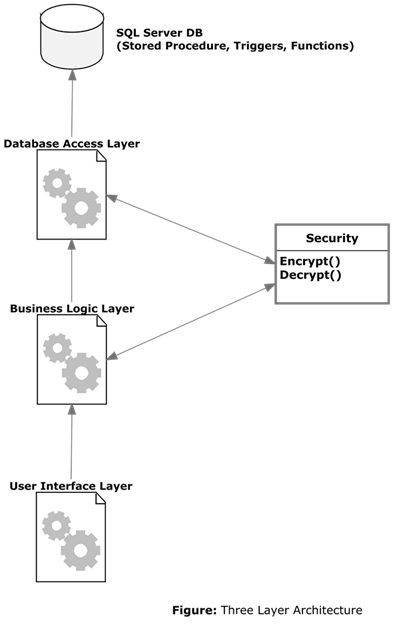 SQL Server DB
(Stored Procedure, Triggers, Functions)
Database Access Layer
Security
Encrypt()
Decrypt()
Business Logic Layer
User Interface Layer
Figure: Three Layer Architecture